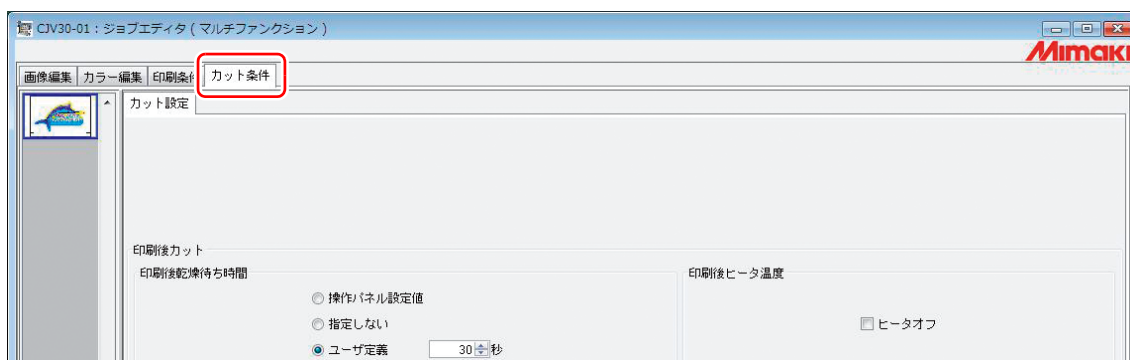 CJV30-01 : ジョブエディタ ( マルチファンクション )
Mimaki
画像編集 カラー編集 印刷条件 カット条件
カット設定
印刷後カット
印刷後乾燥待ち時間 印刷後ヒータ温度
操作パネル設定値
指定しない ヒータオフ
ユーザ定義 30 秒